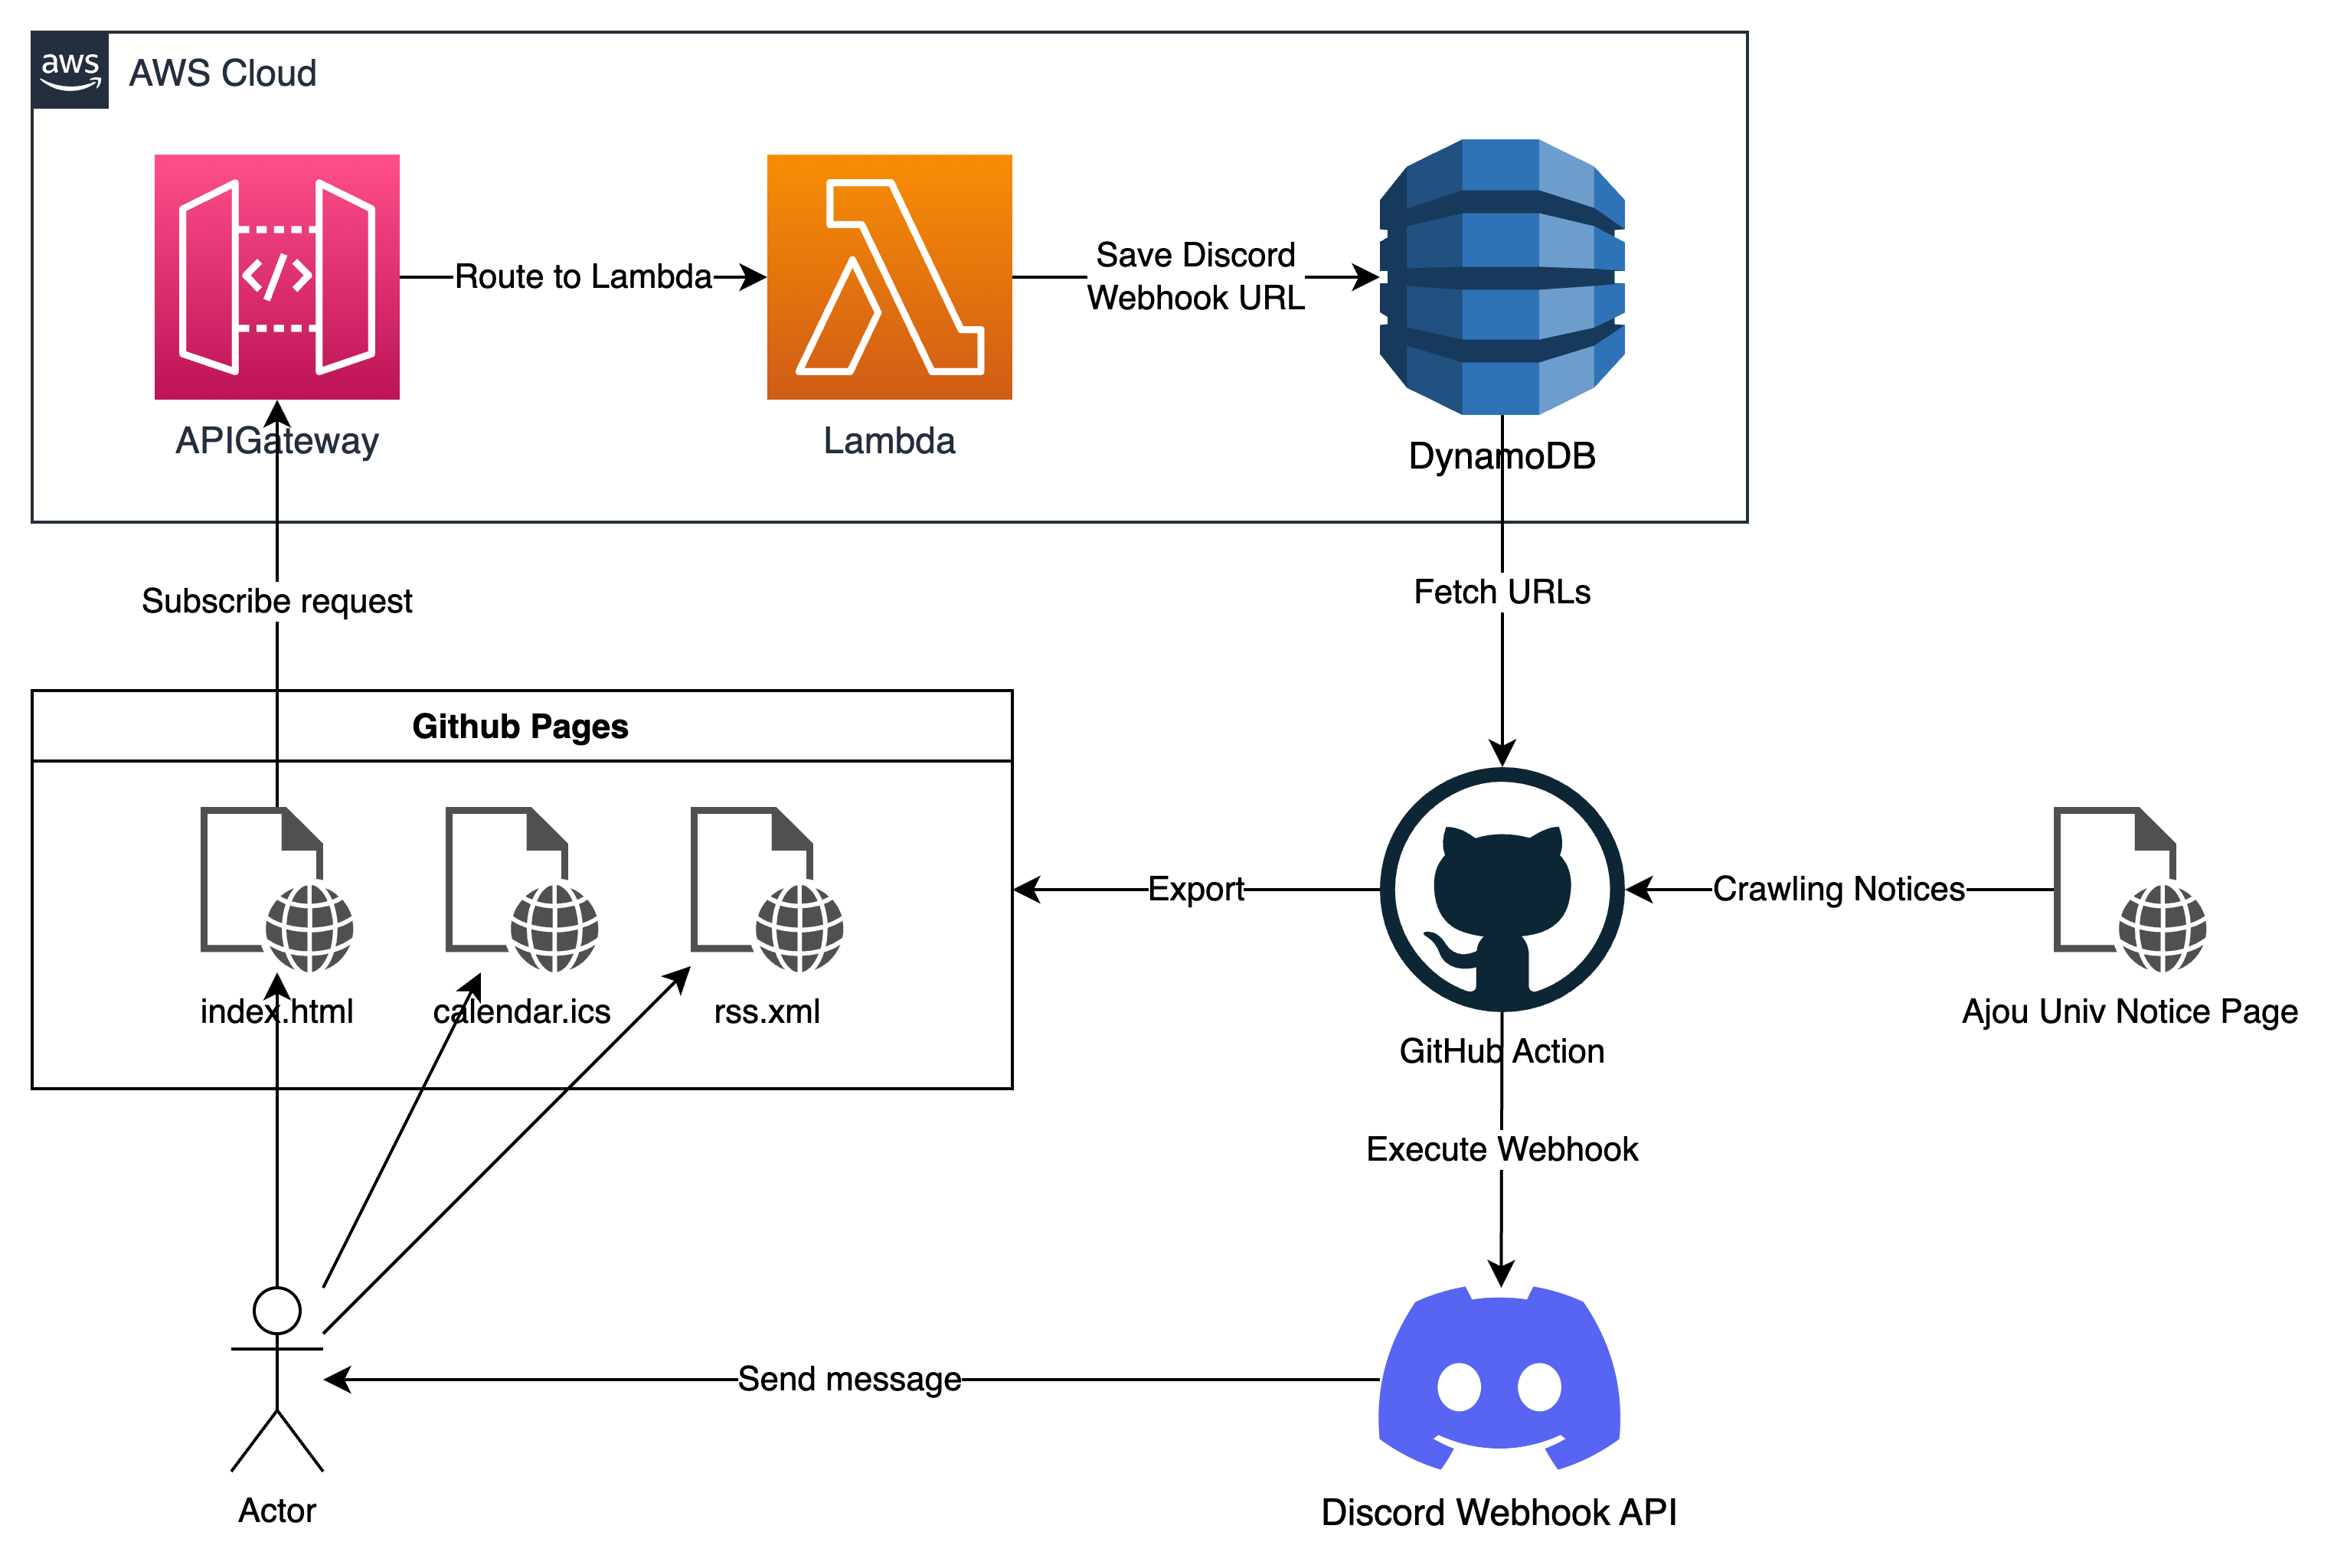 aws
AWS Cloud
Route to Lambda
Save Discord
Webhook URL
APIGateway
Lambda
DynamoDB
Subscribe request
Fetch URLs
Github Pages
Export
Crawling Notices
index.html
calendar.ics
rss.xml
Ajou Univ Notice Page
GitHub Action
Execute Webhook
Send message
Actor
Discord Webhook API